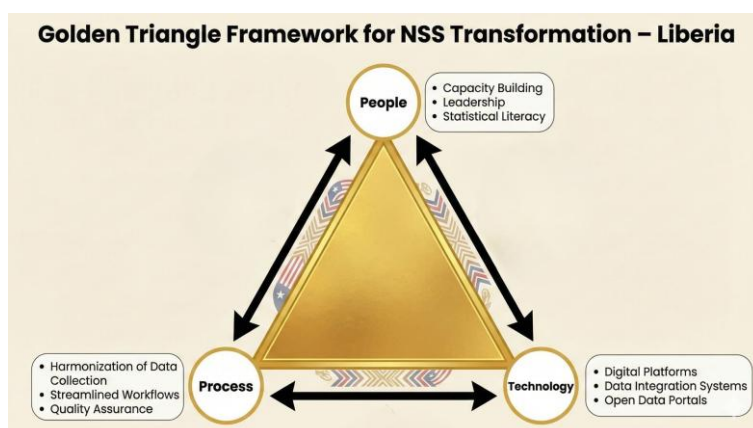 Golden Triangle Framework for NSS Transformation – Liberia
People
• Capacity Building
• Leadership
• Statistical Literacy
• Harmonization of Data
Collection
• Streamlined Workflows
• Quality Assurance
Process
Technology
• Digital Platforms
• Data Integration Systems
• Open Data Portals